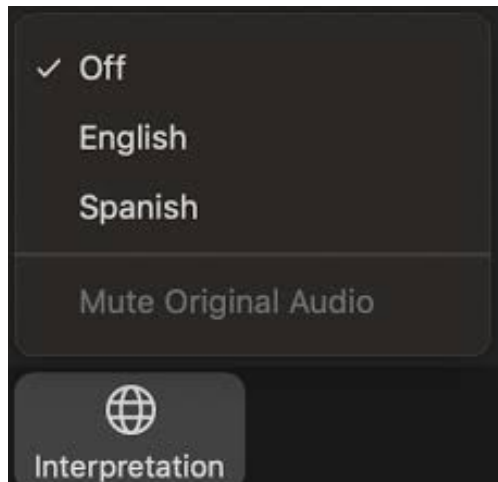 Off
English
Spanish
Mute Original Audio
Interpretation